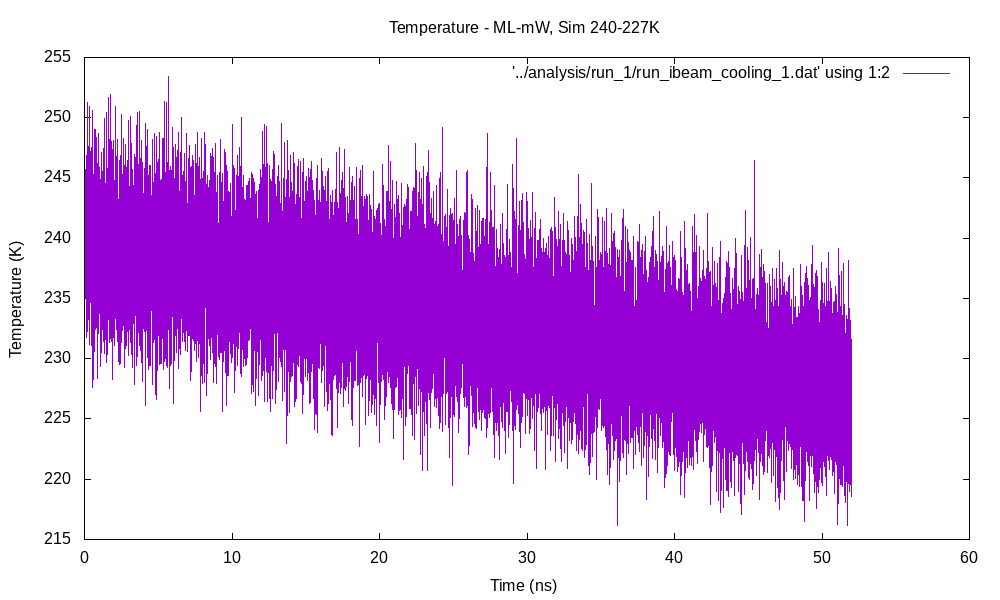 Temperature - ML-mW, Sim 240-227K
'../analysis/run_1/run_ibeam_cooling_1.dat' using 1:2
255
250
245
240
235
230
225
220
215
Temperature (K)
0 10 20 30 40 50 60
Time (ns)